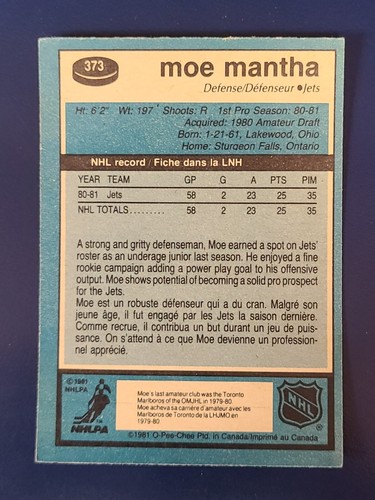 373
moe mantha
Defense/Défenseur ●Jets
Ht: 6'2" Wt: 197 Shoots: R 1st Pro Season: 80-81
Acquired: 1980 Amateur Draft
Born: 1-21-61, Lakewood, Ohio
Home: Sturgeon Falls, Ontario
NHL record / Fiche dans la LNH
YEAR TEAM GP G A PTS PIM
80-81 Jets 58 2 23 25 35
NHL TOTALS......... 58 2 23 25 35
A strong and gritty defenseman, Moe earned a spot on Jets'
roster as an underage junior last season. He enjoyed a fine
rookie campaign adding a power play goal to his offensive
output. Moe shows potential of becoming a solid pro prospect
for the Jets.
Moe est un robuste défenseur qui a du cran. Malgré son
jeune âge, il fut engagé par les Jets la saison dernière.
Comme recrue, il contribua un but durant un jeu de puis-
sance. On s'attend à ce que Moe devienne un profession-
nel apprécié.
©1981
NHLPA
NHLPA
Moe s last amateur club was the Toronto
Marlboros of the OMJHL in 1979-80
Moe acheva sa carrière d'amateur avec les
Marlboros de Toronto de la LHJMO en
1979-80
NHL
®
©1981 O-Pee-Chee Ptd. in Canada/Imprimé au Canada